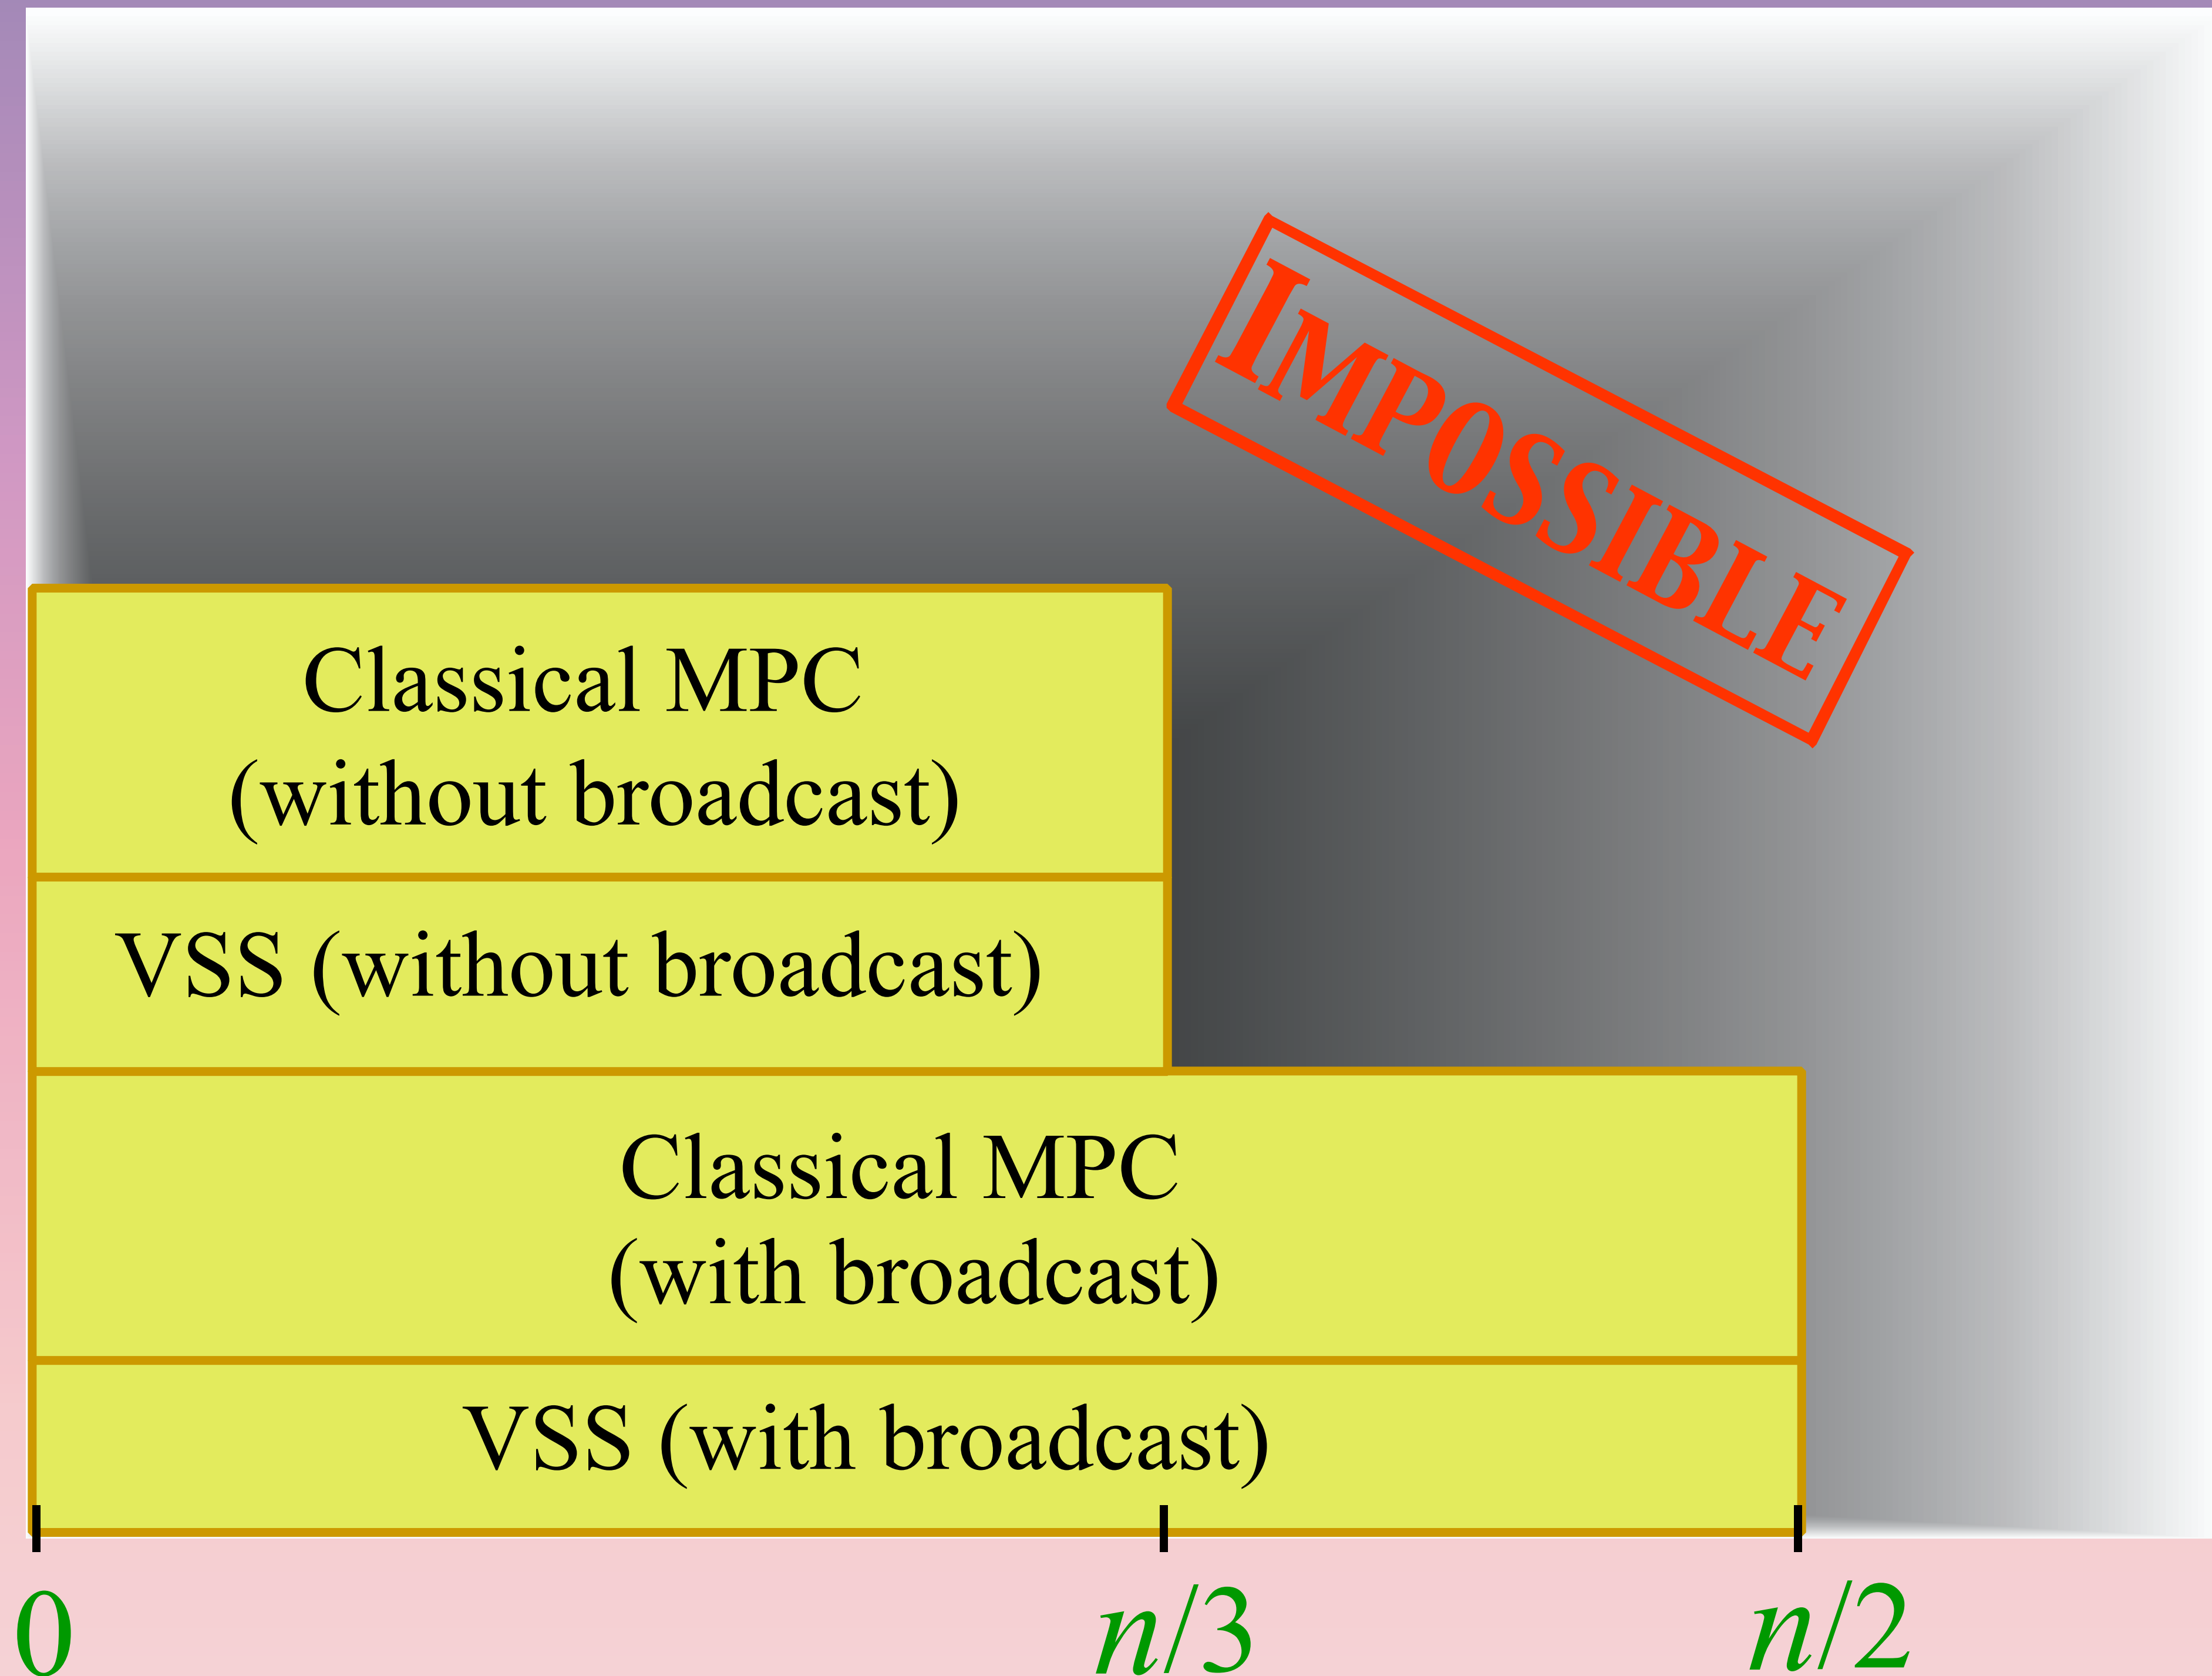 IMPOSSIBLE
Classical MPC
(without broadcast)
VSS (without broadcast)
Classical MPC
(with broadcast)
VSS (with broadcast)
0 n/3 n/2